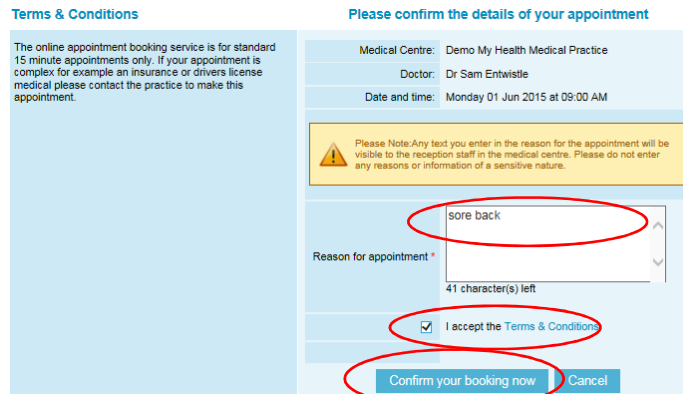 Terms & Conditions
The online appointment booking service is for standard
15 minute appointments only. If your appointment is
complex for example an insurance or drivers license
medical please contact the practice to make this
appointment.
Please confirm the details of your appointment
Medical Centre: Demo My Health Medical Practice
Doctor: Dr Sam Entwistle
Date and time: Monday 01 Jun 2015 at 09:00 AM
Please Note:Any text you enter in the reason for the appointment will be
visible to the reception staff in the medical centre. Please do not enter
any reasons or information of a sensitive nature.
Reason for appointment *
sore back
41 character(s) left
I accept the Terms & Conditions
Confirm your booking now
Cancel